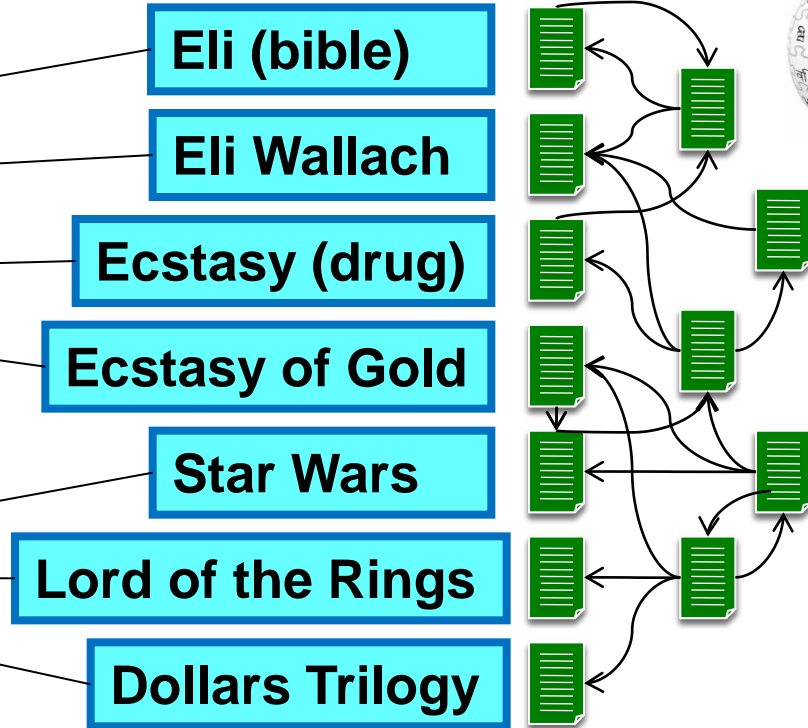 Eli (bible)
Eli Wallach
Ecstasy (drug)
Ecstasy of Gold
Star Wars
Lord of the Rings
Dollars Trilogy